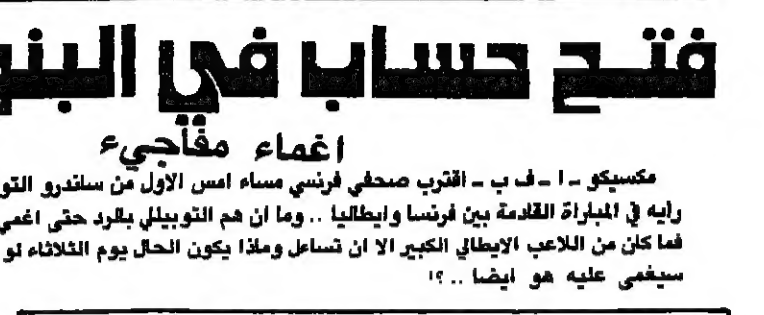 فتح حساب في البنو
اغماء مفاجيء
مكسيكو ـ ا ـ ف ب ـ اقترب صحفي فرنسي مساء امس الاول من ساندرو التو
رايه في المباراة القادمة بين فرنسا وايطاليا .. وما ان هم التوبيللي بالرد حتى اغمي
فما كان من اللاعب الايطالي الكبير الا ان تساءل وماذا يكون الحال يوم الثلاثاء لو
سيغمى عليه هو ايضا .. ؟!